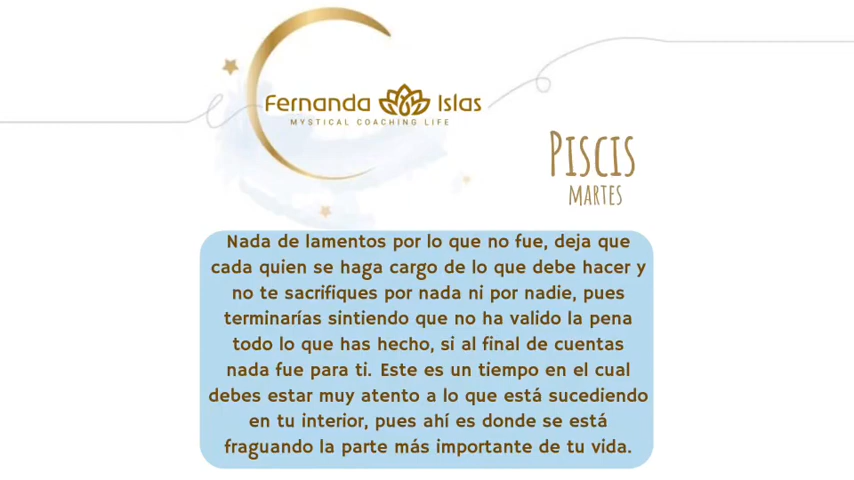 Fernanda Islas
MYSTICAL COACHING LIFE
PISCIS
MARTES
Nada de lamentos por lo que no fue, deja que
cada quien se haga cargo de lo que debe hacer y
no te sacrifiques por nada ni por nadie, pues
terminarías sintiendo que no ha valido la pena
todo lo que has hecho, si al final de cuentas
nada fue para ti. Este es un tiempo en el cual
debes estar muy atento a lo que está sucediendo
en tu interior, pues ahí es donde se está
fraguando la parte más importante de tu vida.